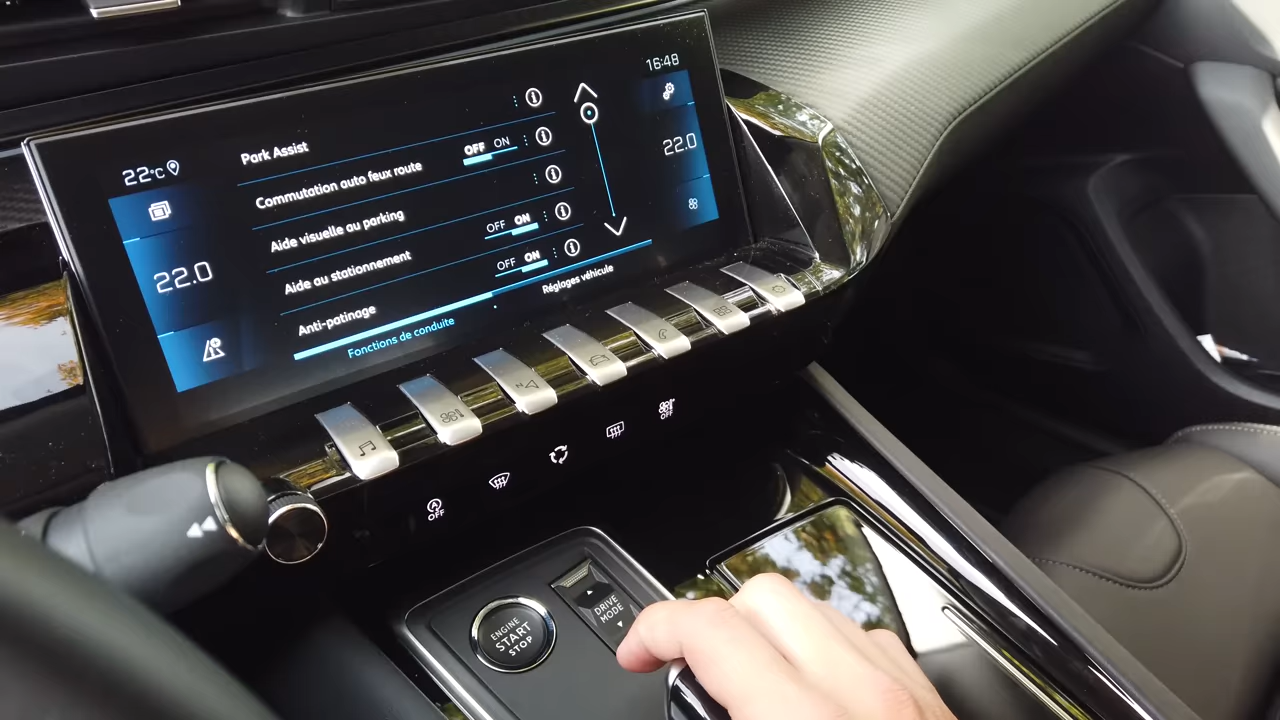 16:48
22°C
Park Assist
Commutation auto feux route
OFF ON
Aide visuelle au parking
Aide au stationnement
OFF ON
Anti-patinage
OFF ON
22.0
22.0
Fonctions de conduite
Réglages véhicule
N
A
OFF
OFF
ENGINE
START
STOP
DRIVE
MODE